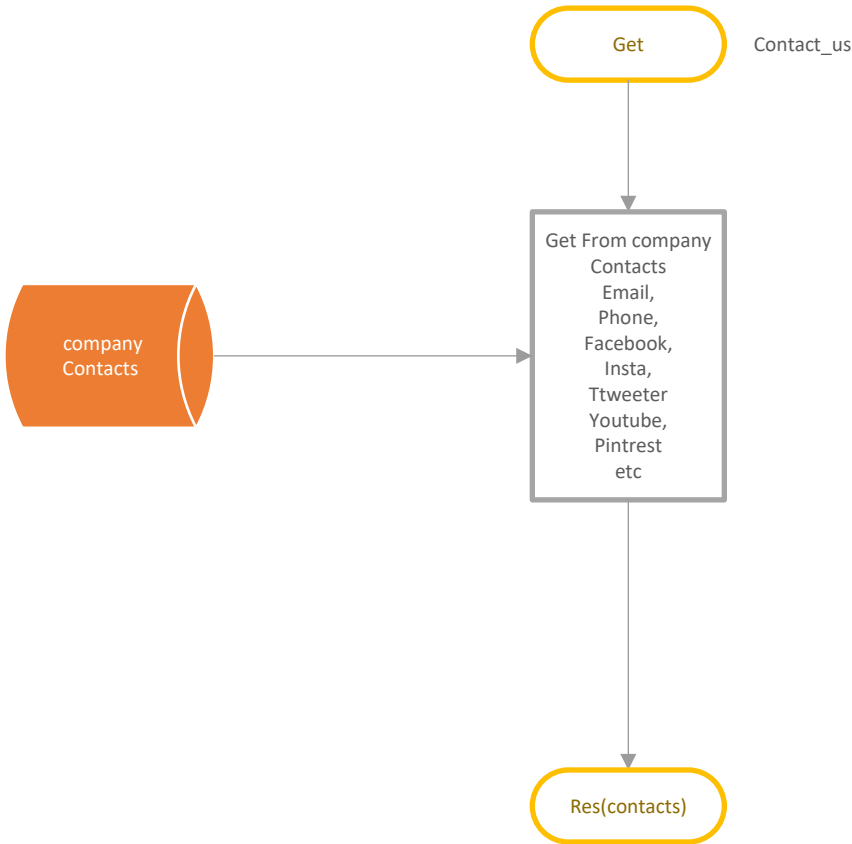 Get
Contact_us
Get From company
Contacts
Email,
Phone,
Facebook,
Insta,
Ttweeter
Youtube,
Pintrest
etc
company
Contacts
Res(contacts)